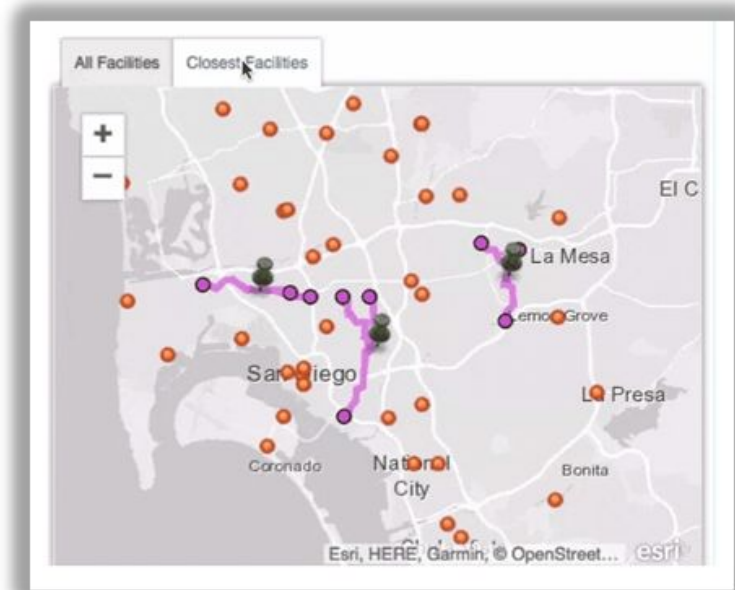 All Facilities
Closest Facilities
+
−
El C
La Mesa
Lemon Grove
San Diego
La Presa
Coronado
National
City
Bonita
Esri, HERE, Garmin, © OpenStreet...
esri